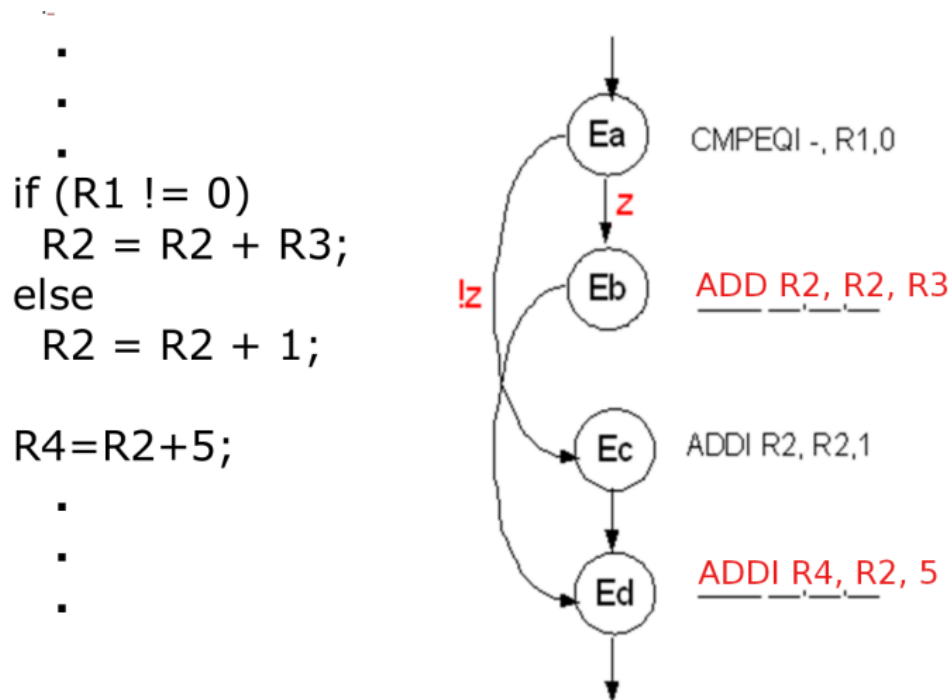 .
.
.
if (R1 != 0)
R2 = R2 + R3;
else
R2 = R2 + 1;
R4=R2+5;
.
.
.
Ea
CMPEQI -, R1,0
z
Eb
ADD R2, R2, R3
!z
Ec
ADDI R2, R2,1
Ed
ADDI R4, R2, 5